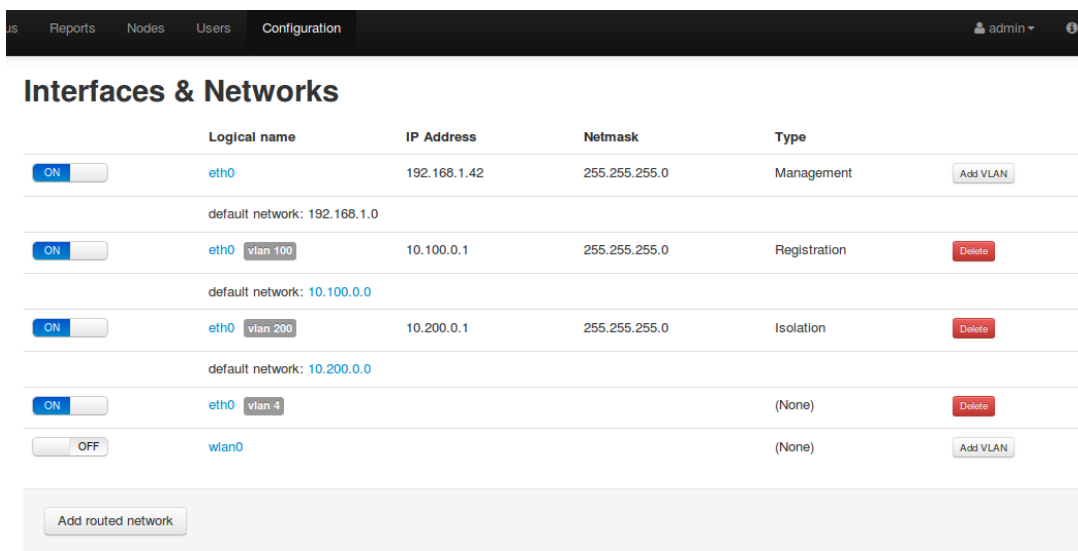 us Reports Nodes Users Configuration admin
Interfaces & Networks
Logical name IP Address Netmask Type
ON eth0 192.168.1.42 255.255.255.0 Management Add VLAN
default network: 192.168.1.0
ON eth0 vlan 100 10.100.0.1 255.255.255.0 Registration Delete
default network: 10.100.0.0
ON eth0 vlan 200 10.200.0.1 255.255.255.0 Isolation Delete
default network: 10.200.0.0
ON eth0 vlan 4 (None) Delete
OFF wlan0 (None) Add VLAN
Add routed network